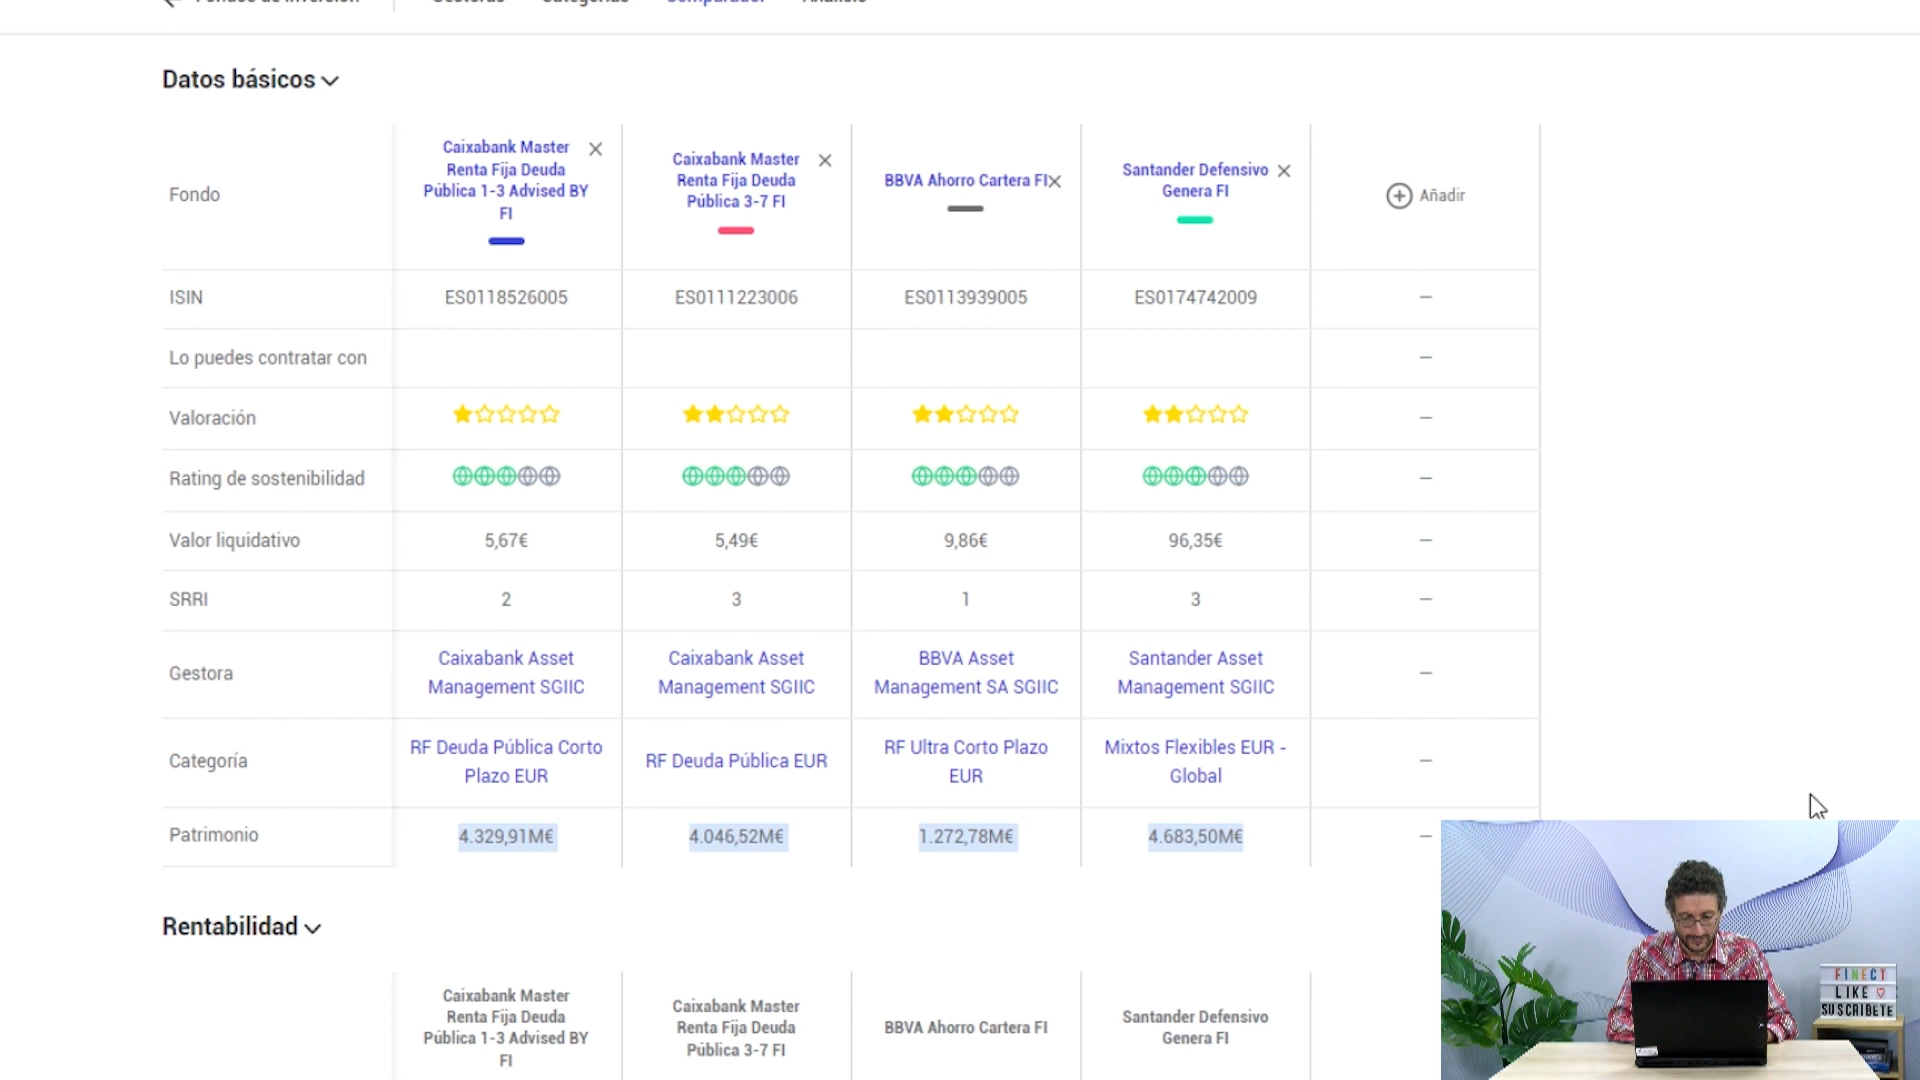 Fondos de inversión Sectores Categorías Comparador Análisis
Datos básicos
Fondo
Caixabank Master
Renta Fija Deuda
Pública 1-3 Advised BY
FI
Caixabank Master
Renta Fija Deuda
Pública 3-7 FI
BBVA Ahorro Cartera FI
Santander Defensivo
Genera FI
Añadir
ISIN ES0118526005 ES0111223006 ES0113939005 ES0174742009 –
Lo puedes contratar con –
Valoración –
Rating de sostenibilidad –
Valor liquidativo 5,67€ 5,49€ 9,86€ 96,35€ –
SRRI 2 3 1 3 –
Gestora
Caixabank Asset
Management SGIIC
Caixabank Asset
Management SGIIC
BBVA Asset
Management SA SGIIC
Santander Asset
Management SGIIC
–
Categoría
RF Deuda Pública Corto
Plazo EUR
RF Deuda Pública EUR
RF Ultra Corto Plazo
EUR
Mixtos Flexibles EUR -
Global
–
Patrimonio 4.329,91M€ 4.046,52M€ 1.272,78M€ 4.683,50M€ –
Rentabilidad
Caixabank Master
Renta Fija Deuda
Pública 1-3 Advised BY
FI
Caixabank Master
Renta Fija Deuda
Pública 3-7 FI
BBVA Ahorro Cartera FI
Santander Defensivo
Genera FI
FINECT
LIKE ♡
SUSCRIBETE